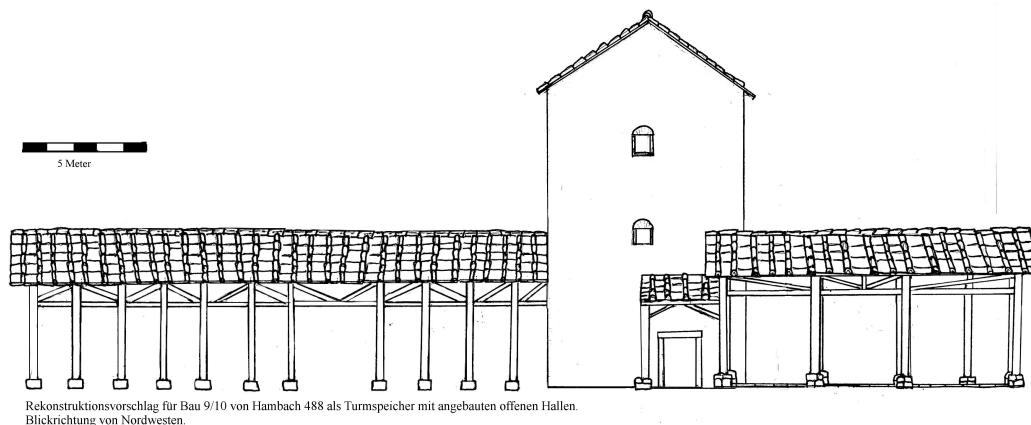 5 Meter
Rekonstruktionsvorschlag für Bau 9/10 von Hambach 488 als Turmspeicher mit angebauten offenen Hallen.
Blickrichtung von Nordwesten.